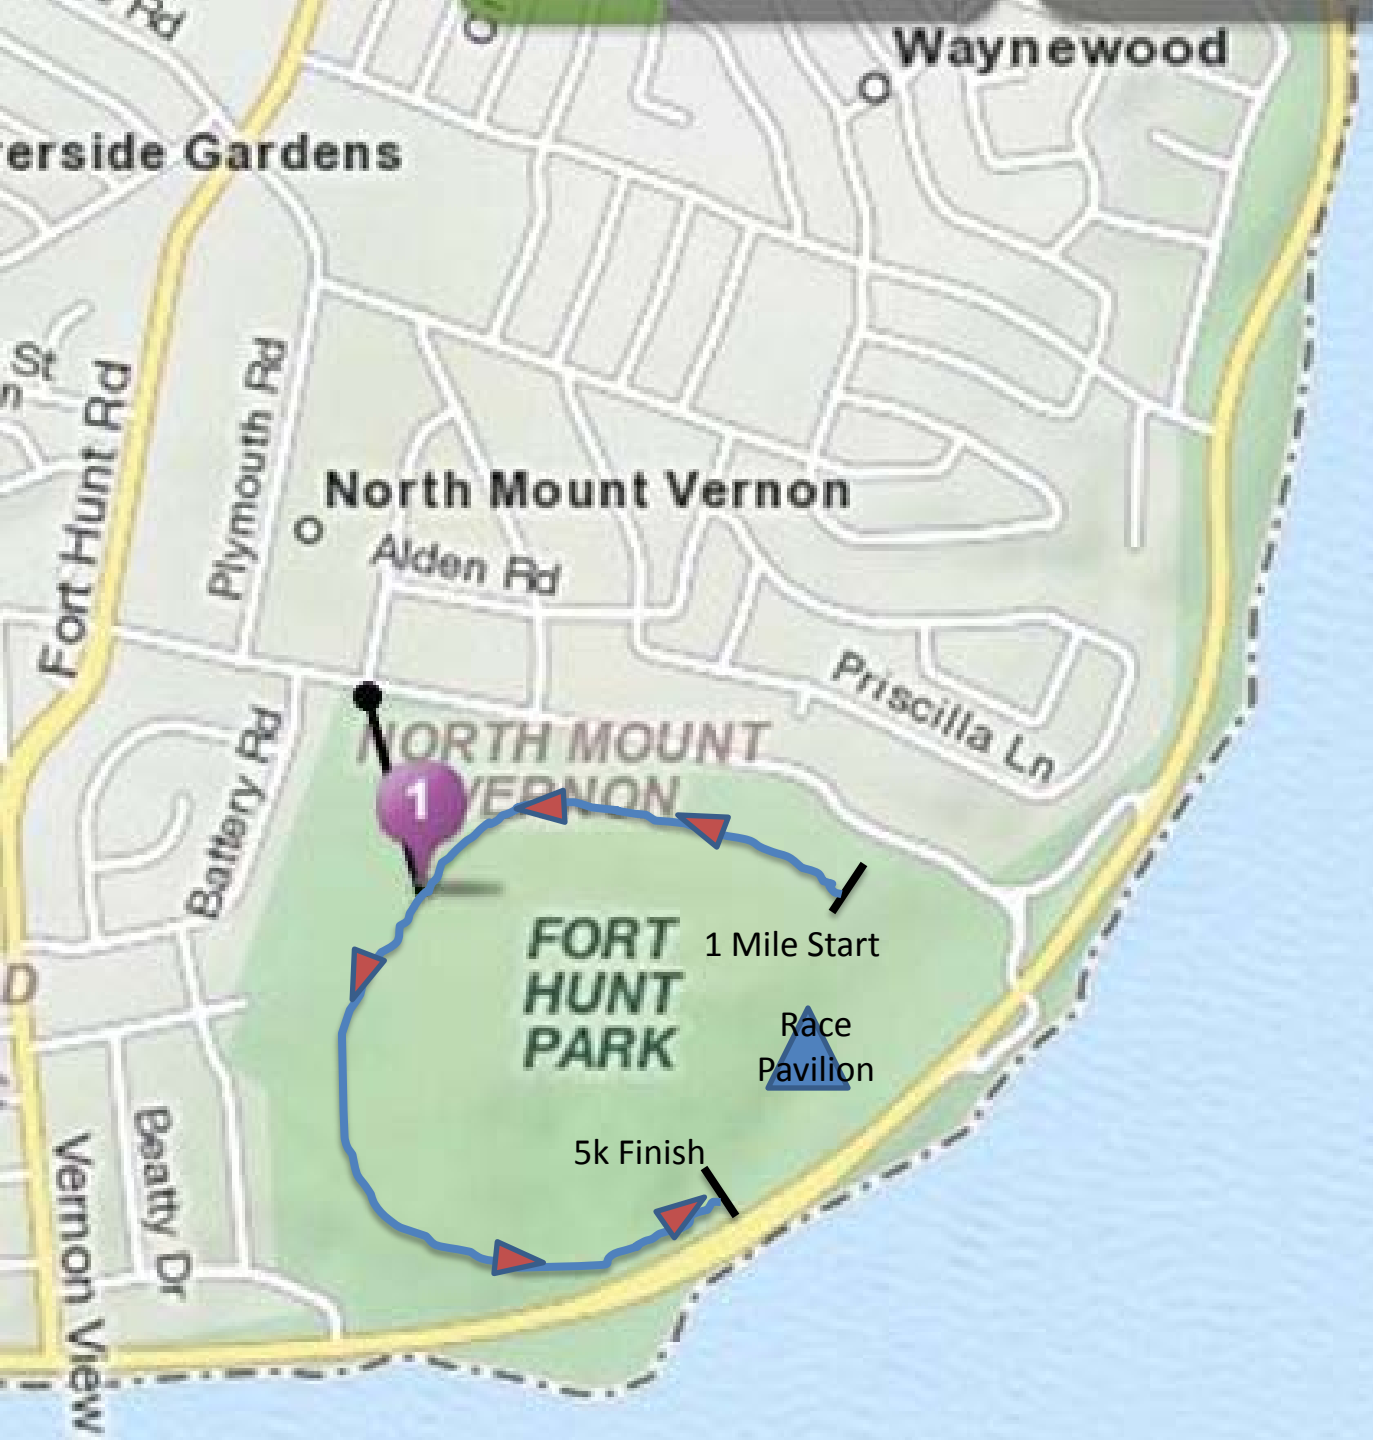 Rd
Waynewood
erside Gardens
St
n
Fort Hunt Rd
Plymouth Rd
North Mount Vernon
Alden Rd
Priscilla Ln
NORTH MOUNT
VERNON
1
Battery Rd
FORT
HUNT
PARK
1 Mile Start
D
Race
Pavilion
5k Finish
Beatty Dr
Vernon View